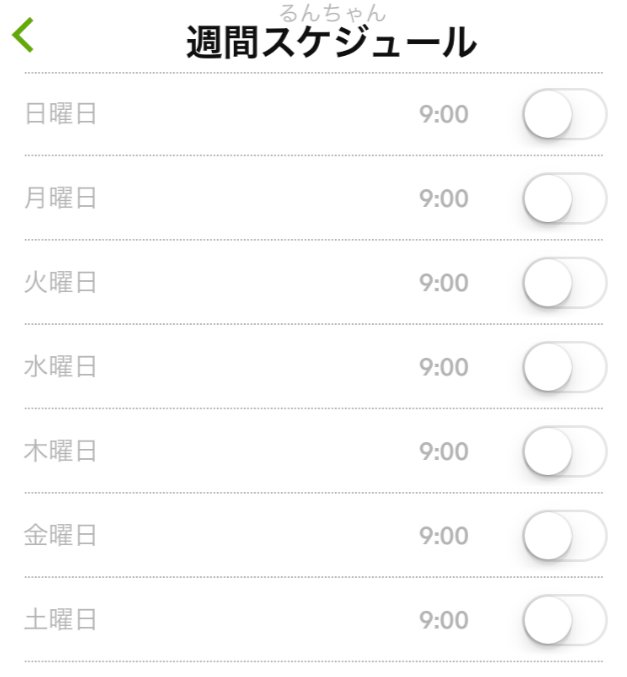 るんちゃん
週間スケジュール
日曜日 9:00
月曜日 9:00
火曜日 9:00
水曜日 9:00
木曜日 9:00
金曜日 9:00
土曜日 9:00